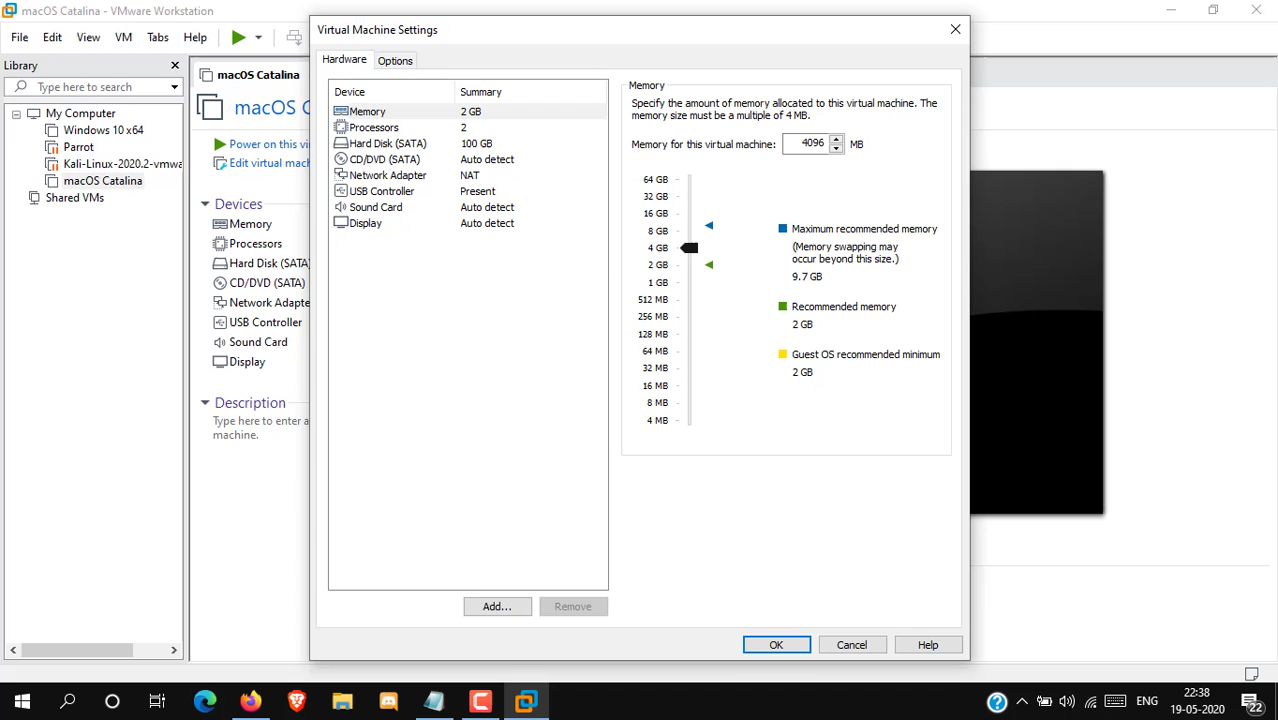 macOS Catalina - VMware Workstation
File Edit View VM Tabs Help
Library
Type here to search
My Computer
Windows 10 x64
Parrot
Kali-Linux-2020.2-vmwa
macOS Catalina
Shared VMs
macOS Catalina
macOS C
Power on this vi
Edit virtual mac
Devices
Memory
Processors
Hard Disk (SATA)
CD/DVD (SATA)
Network Adapte
USB Controller
Sound Card
Display
Description
Type here to enter a
machine.
Virtual Machine Settings
Hardware Options
Device Summary
Memory 2 GB
Processors 2
Hard Disk (SATA) 100 GB
CD/DVD (SATA) Auto detect
Network Adapter NAT
USB Controller Present
Sound Card Auto detect
Display Auto detect
Add... Remove
Memory
Specify the amount of memory allocated to this virtual machine. The
memory size must be a multiple of 4 MB.
Memory for this virtual machine: 4096 MB
64 GB
32 GB
16 GB
8 GB
4 GB
2 GB
1 GB
512 MB
256 MB
128 MB
64 MB
32 MB
16 MB
8 MB
4 MB
Maximum recommended memory
(Memory swapping may
occur beyond this size.)
9.7 GB
Recommended memory
2 GB
Guest OS recommended minimum
2 GB
OK Cancel Help
ENG
22:38
19-05-2020
22